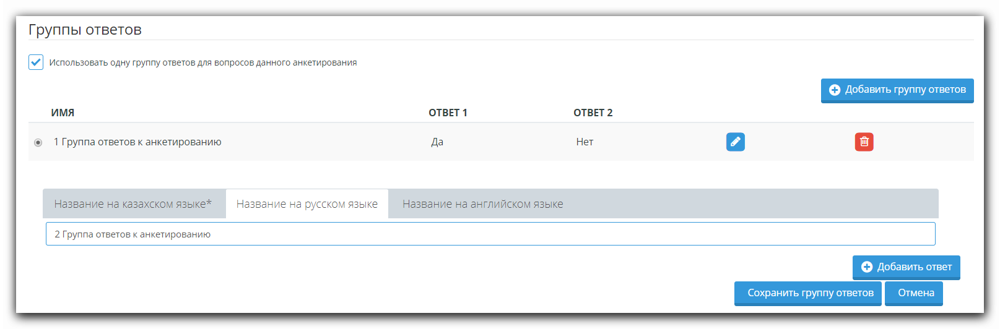 Группы ответов
Использовать одну группу ответов для вопросов данного анкетирования
Добавить группу ответов
ИМЯ ОТВЕТ 1 ОТВЕТ 2
1 Группа ответов к анкетированию Да Нет
Название на казахском языке* Название на русском языке Название на английском языке
2 Группа ответов к анкетированию
Добавить ответ
Сохранить группу ответов Отмена